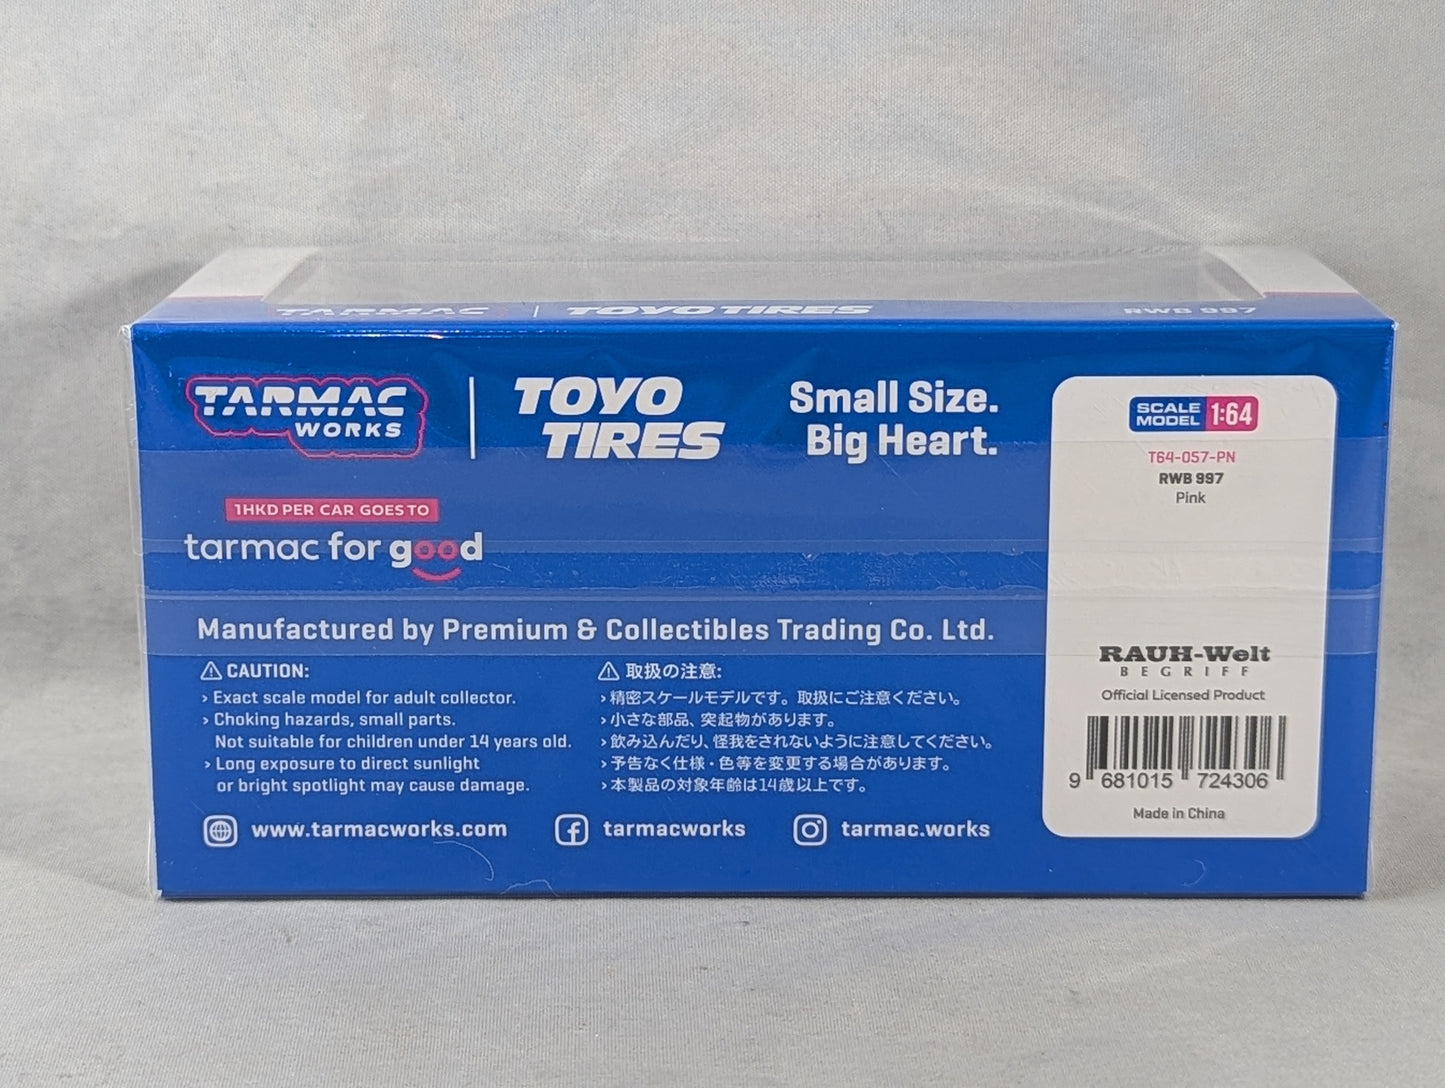 TARMAC WORKS | TOYO TIRES
RWB 997
TARMAC
WORKS
TOYO
TIRES
Small Size.
Big Heart.
1HKD PER CAR GOES TO
tarmac for good
Manufactured by Premium & Collectibles Trading Co. Ltd.
CAUTION:
› Exact scale model for adult collector.
› Choking hazards, small parts.
Not suitable for children under 14 years old.
› Long exposure to direct sunlight
or bright spotlight may cause damage.
取扱の注意:
› 精密スケールモデルです。取扱にご注意ください。
› 小さな部品、突起物があります。
› 飲み込んだり、怪我をされないように注意してください。
› 予告なく仕様・色等を変更する場合があります。
› 本製品の対象年齢は14歳以上です。
www.tarmacworks.com
tarmacworks
tarmac.works
SCALE
MODEL 1:64
T64-057-PN
RWB 997
Pink
RAUH-Welt
BEGRIFF
Official Licensed Product
9 681015 724306
Made in China